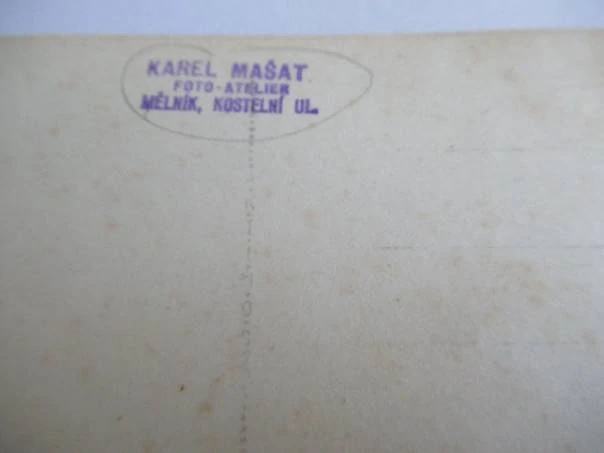 KAREL MAŠAT
FOTO-ATELIER
MĚLNÍK, KOSTELNÍ UL.